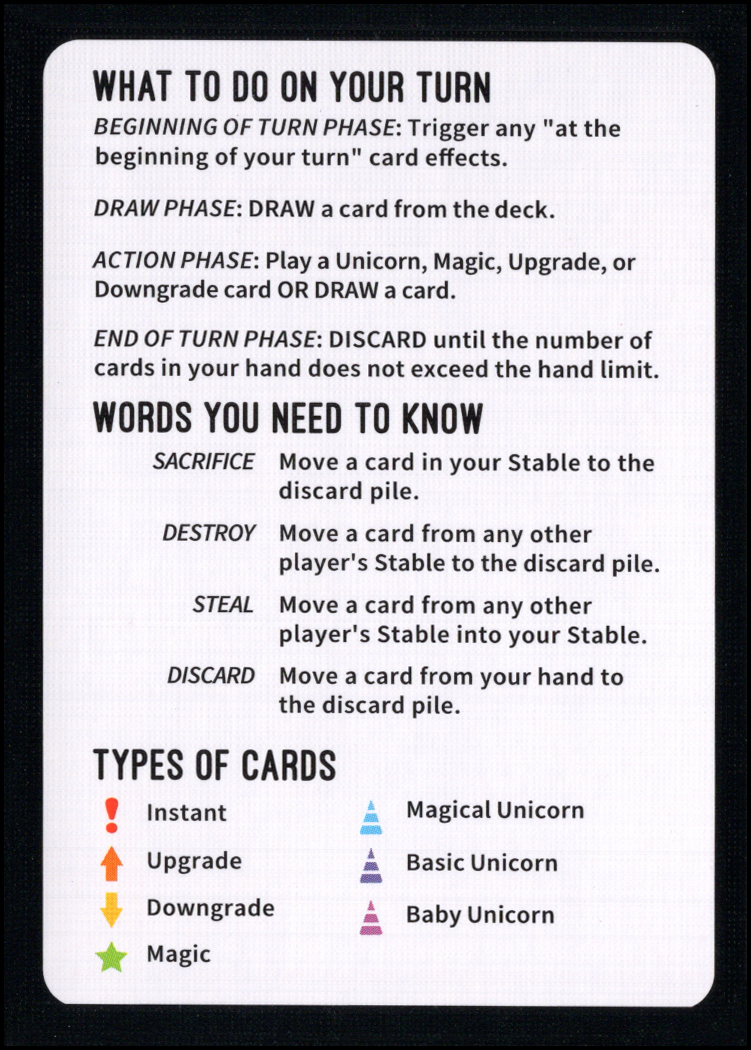 WHAT TO DO ON YOUR TURN
BEGINNING OF TURN PHASE: Trigger any "at the
beginning of your turn" card effects.
DRAW PHASE: DRAW a card from the deck.
ACTION PHASE: Play a Unicorn, Magic, Upgrade, or
Downgrade card OR DRAW a card.
END OF TURN PHASE: DISCARD until the number of
cards in your hand does not exceed the hand limit.
WORDS YOU NEED TO KNOW
SACRIFICE Move a card in your Stable to the
discard pile.
DESTROY Move a card from any other
player's Stable to the discard pile.
STEAL Move a card from any other
player's Stable into your Stable.
DISCARD Move a card from your hand to
the discard pile.
TYPES OF CARDS
Instant
Upgrade
Downgrade
Magic
Magical Unicorn
Basic Unicorn
Baby Unicorn